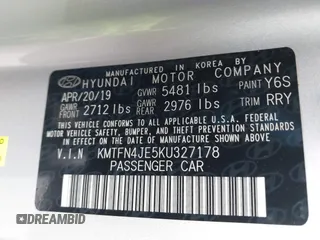 MANUFACTURED IN KOREA BY
HYUNDAI MOTOR COMPANY
APR/20/19 GVWR 5481 lbs PAINT Y6S
GAWR FRONT 2712 lbs GAWR REAR 2976 lbs TRIM RRY
THIS VEHICLE CONFORMS TO ALL APPLICABLE U.S.A FEDERAL
MOTOR VEHICLE SAFETY, BUMPER, AND THEFT PREVENTION
STANDARDS IN EFFECT ON THE DATE OF MANUFACTURE SHOWN ABOVE.
V.I.N KMTFN4JE5KU327178
PASSENGER CAR
DREAMBID
DREAMBID.COM